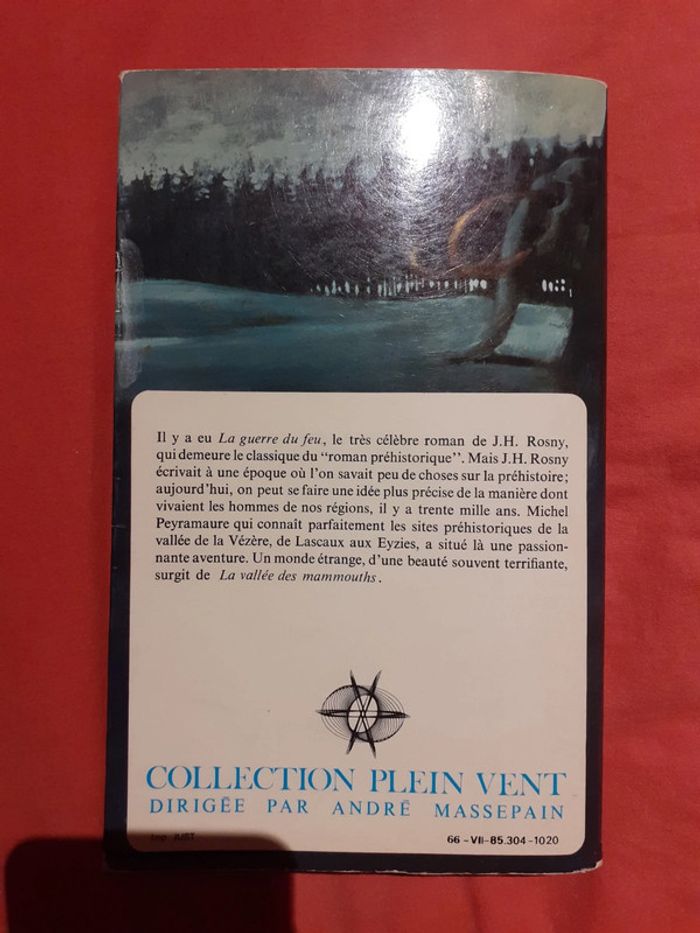 Il y a eu La guerre du feu, le très célèbre roman de J.H. Rosny,
qui demeure le classique du "roman préhistorique". Mais J.H. Rosny
écrivait à une époque où l'on savait peu de choses sur la préhistoire;
aujourd'hui, on peut se faire une idée plus précise de la manière dont
vivaient les hommes de nos régions, il y a trente mille ans. Michel
Peyramaure qui connaît parfaitement les sites préhistoriques de la
vallée de la Vézère, de Lascaux aux Eyzies, a situé là une passion-
nante aventure. Un monde étrange, d'une beauté souvent terrifiante,
surgit de La vallée des mammouths.
COLLECTION PLEIN VENT
DIRIGÉE PAR ANDRÉ MASSEPAIN
66-VII-85.304-1020